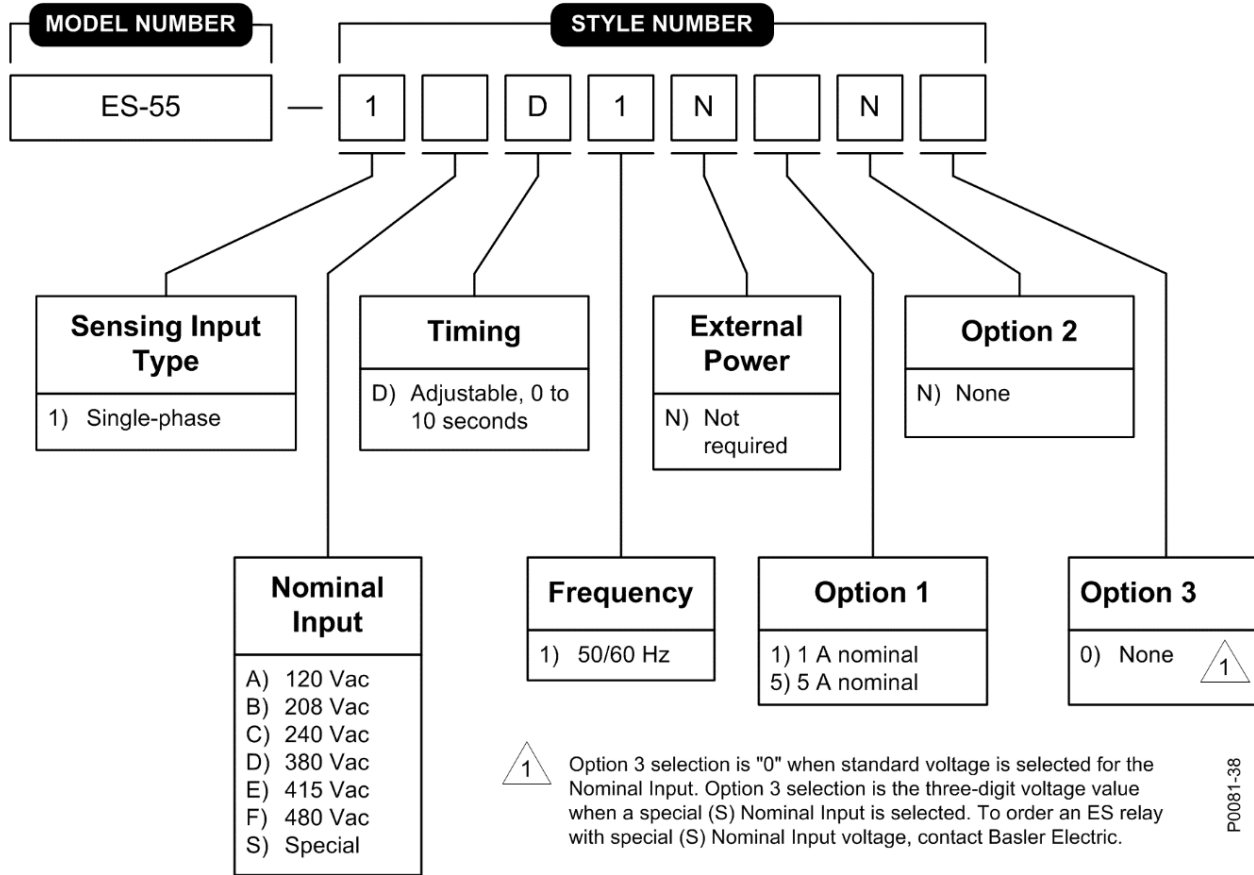 MODEL NUMBER
STYLE NUMBER
ES-55
—
1
D
1
N
N
Sensing Input
Type
1) Single-phase
Timing
D) Adjustable, 0 to
10 seconds
External
Power
N) Not
required
Option 2
N) None
Nominal
Input
A) 120 Vac
B) 208 Vac
C) 240 Vac
D) 380 Vac
E) 415 Vac
F) 480 Vac
S) Special
Frequency
1) 50/60 Hz
Option 1
1) 1 A nominal
5) 5 A nominal
Option 3
0) None
1
1
Option 3 selection is "0" when standard voltage is selected for the
Nominal Input. Option 3 selection is the three-digit voltage value
when a special (S) Nominal Input is selected. To order an ES relay
with special (S) Nominal Input voltage, contact Basler Electric.
P0081-38